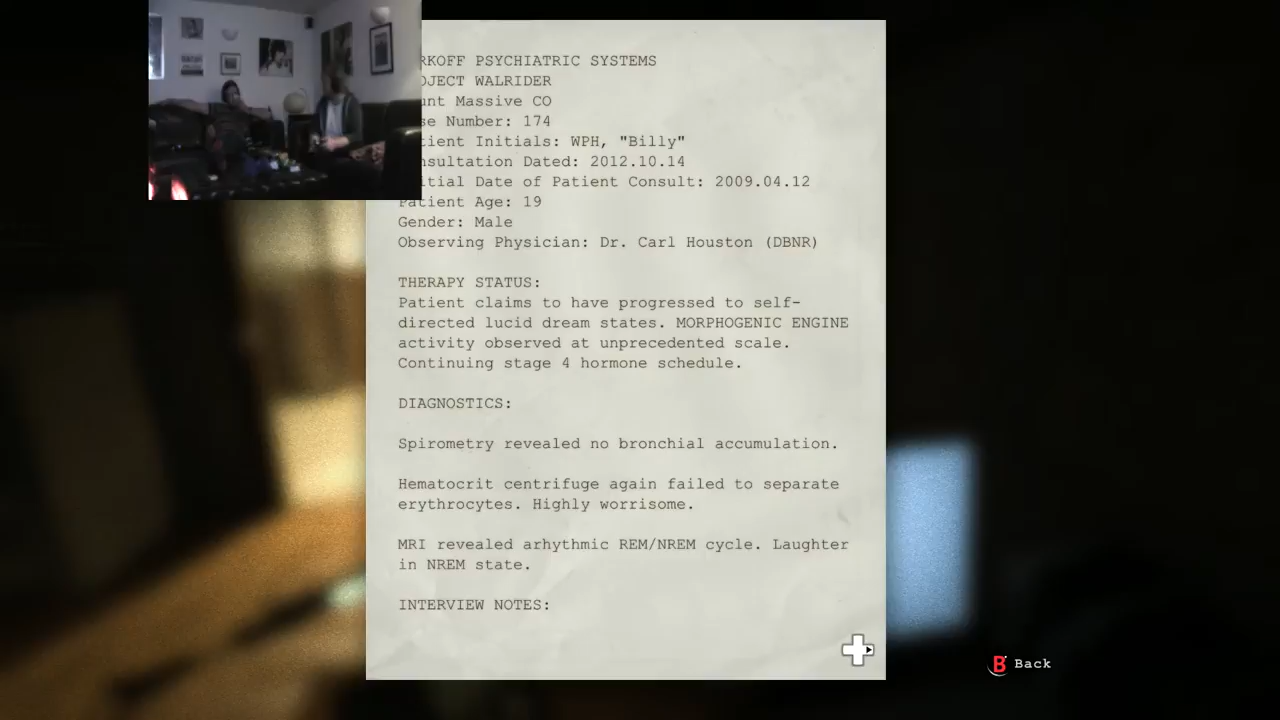 RKOFF PSYCHIATRIC SYSTEMS
OJECT WALRIDER
unt Massive CO
se Number: 174
tient Initials: WPH, "Billy"
nsultation Dated: 2012.10.14
itial Date of Patient Consult: 2009.04.12
Patient Age: 19
Gender: Male
Observing Physician: Dr. Carl Houston (DBNR)
THERAPY STATUS:
Patient claims to have progressed to self-
directed lucid dream states. MORPHOGENIC ENGINE
activity observed at unprecedented scale.
Continuing stage 4 hormone schedule.
DIAGNOSTICS:
Spirometry revealed no bronchial accumulation.
Hematocrit centrifuge again failed to separate
erythrocytes. Highly worrisome.
MRI revealed arhythmic REM/NREM cycle. Laughter
in NREM state.
INTERVIEW NOTES:
B Back